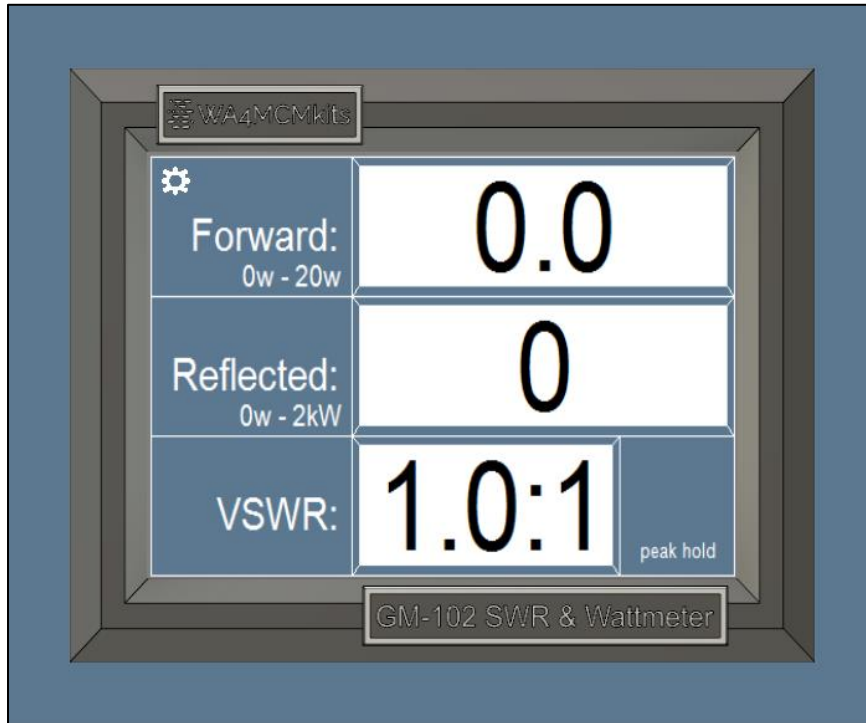 WA4MCMkits
Forward:
0w - 20w
0.0
Reflected:
0w - 2kW
0
VSWR:
1.0:1
peak hold
GM-102 SWR & Wattmeter